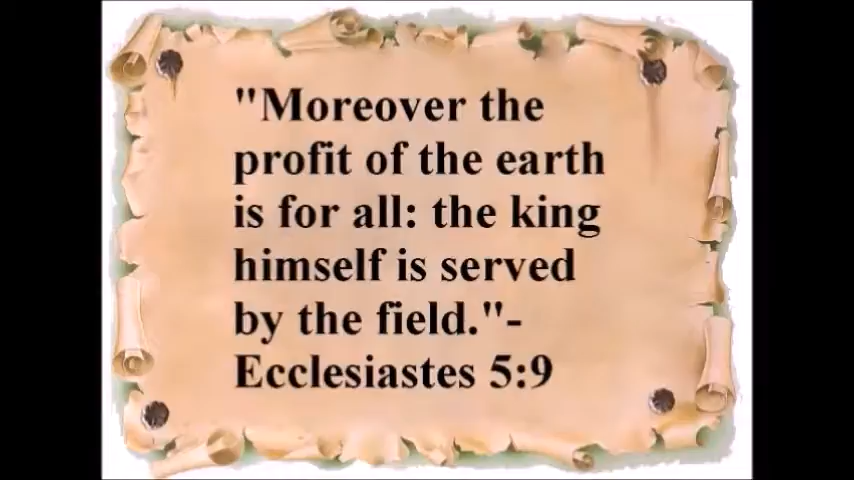 "Moreover the
profit of the earth
is for all: the king
himself is served
by the field."-
Ecclesiastes 5:9